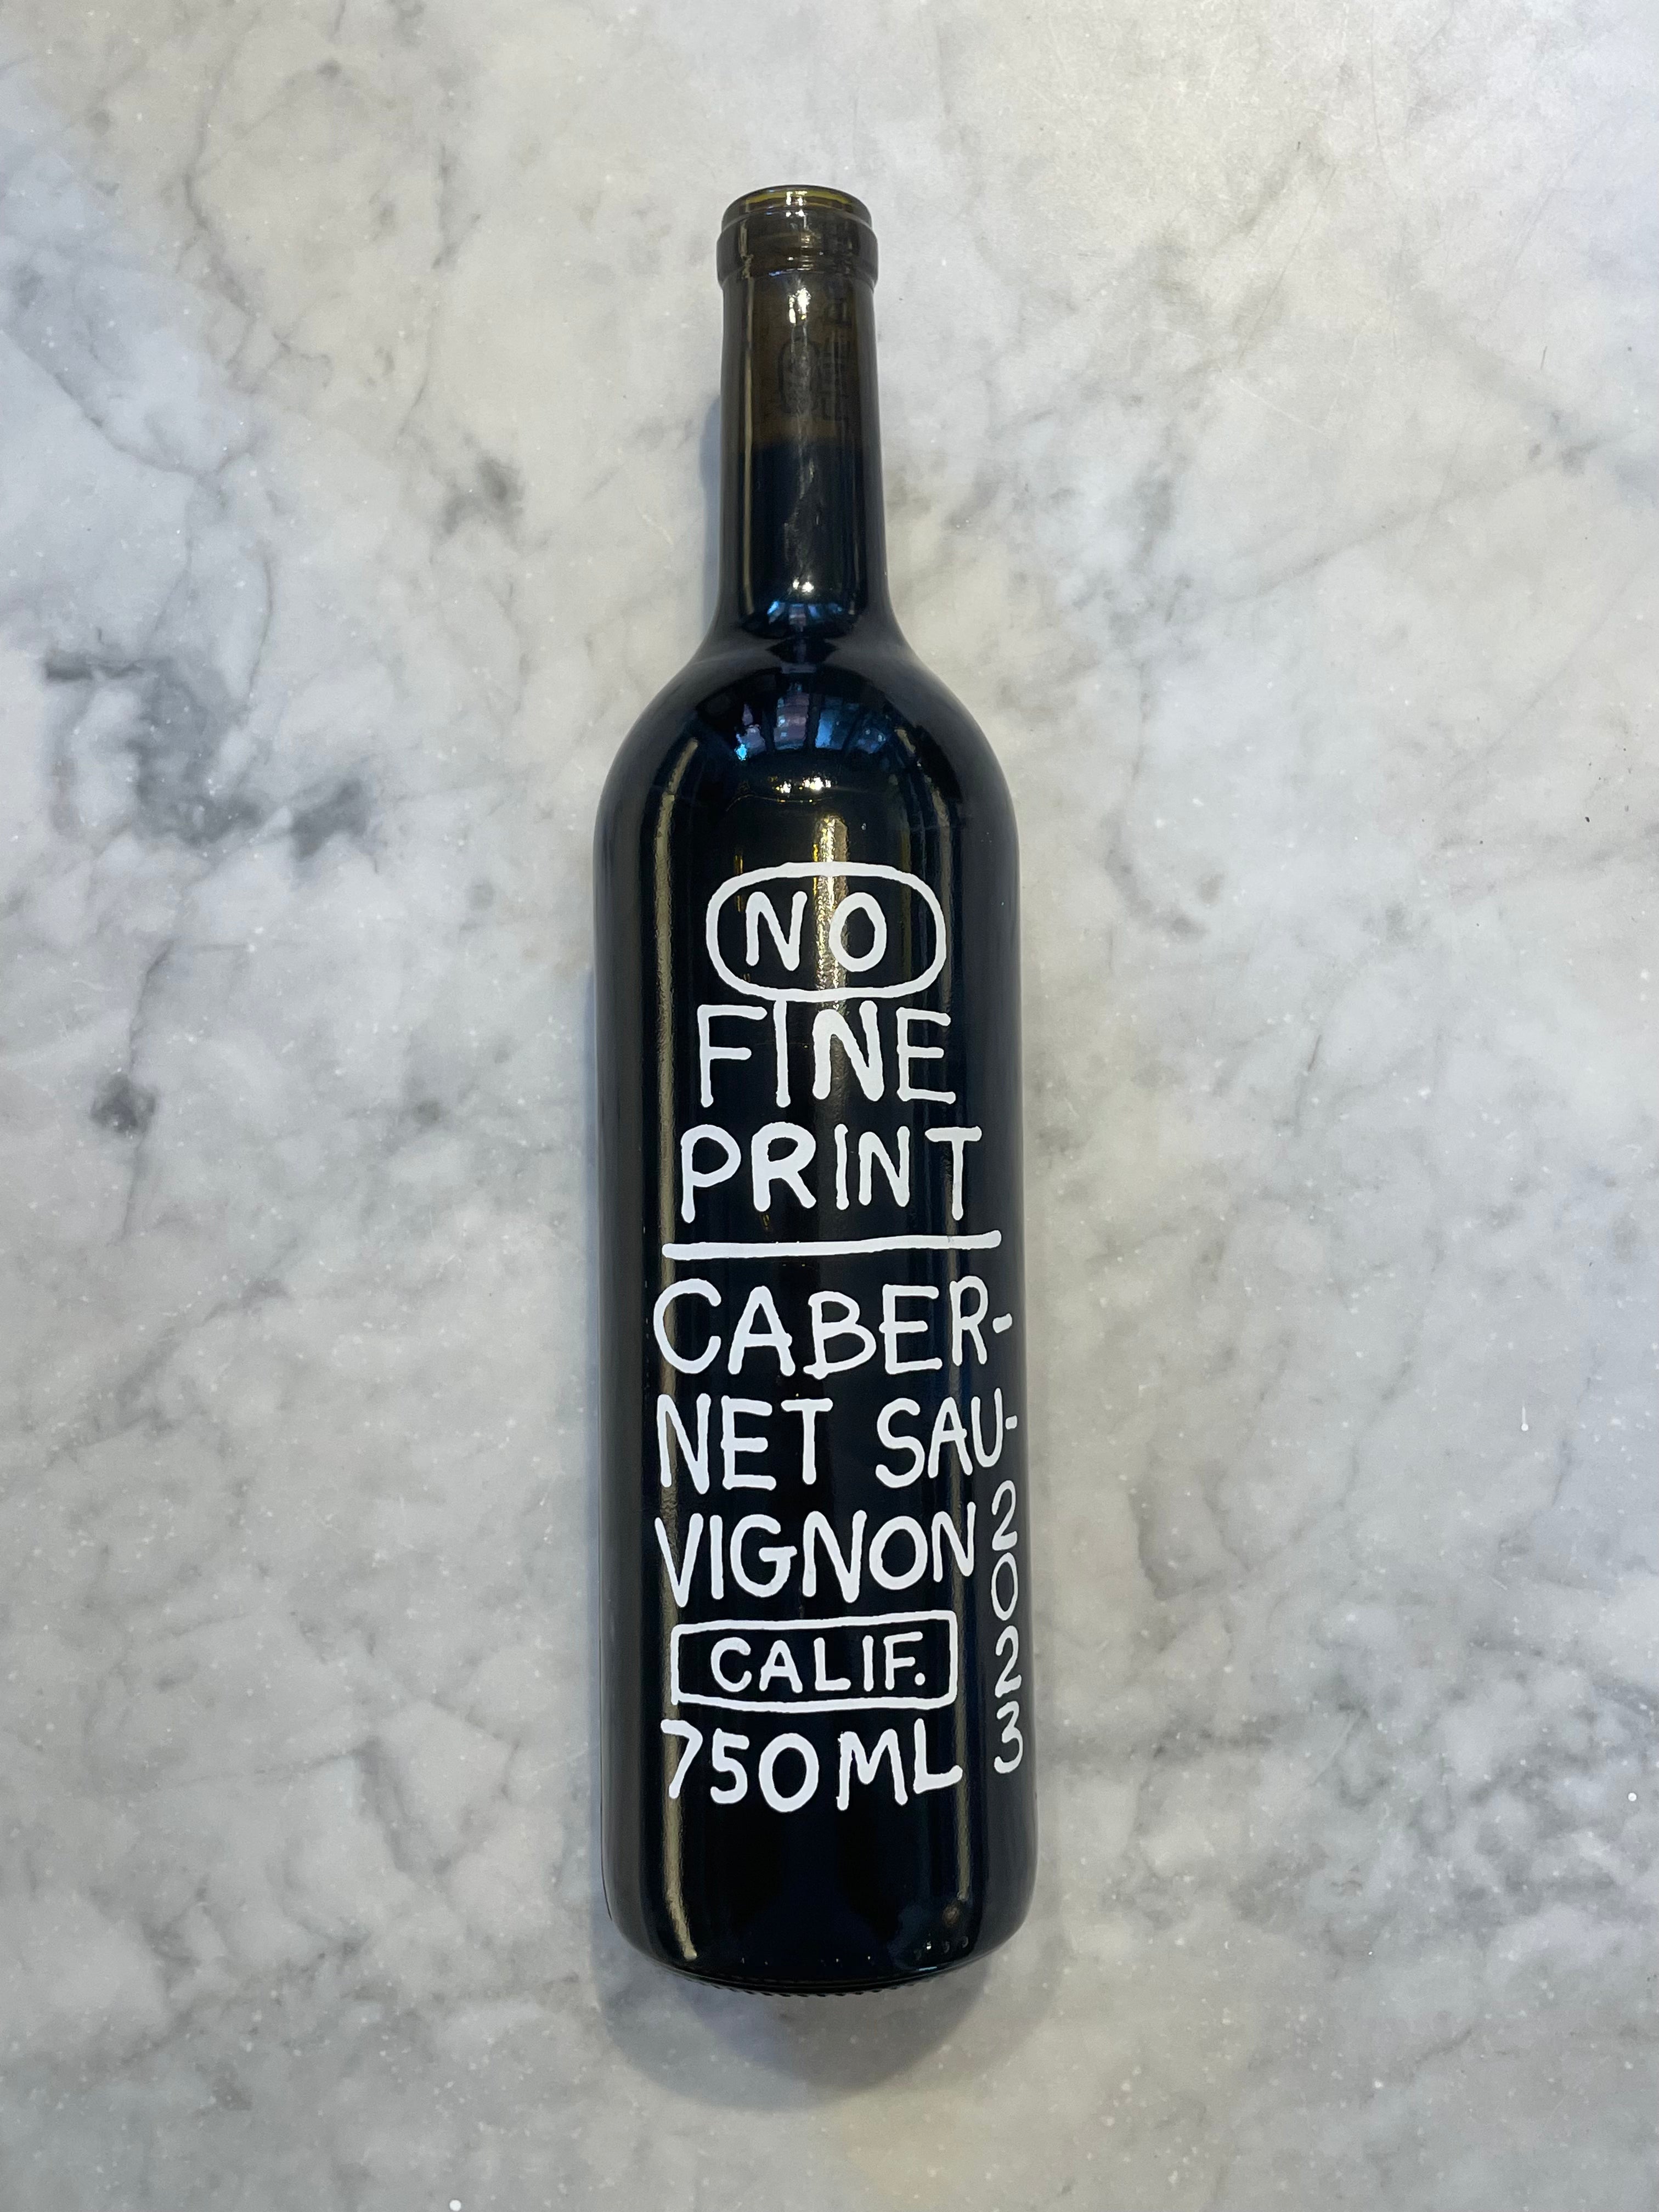 NO
FINE
PRINT
CABER-
NET SAU-
VIGNON
CALIF.
750ML
2023